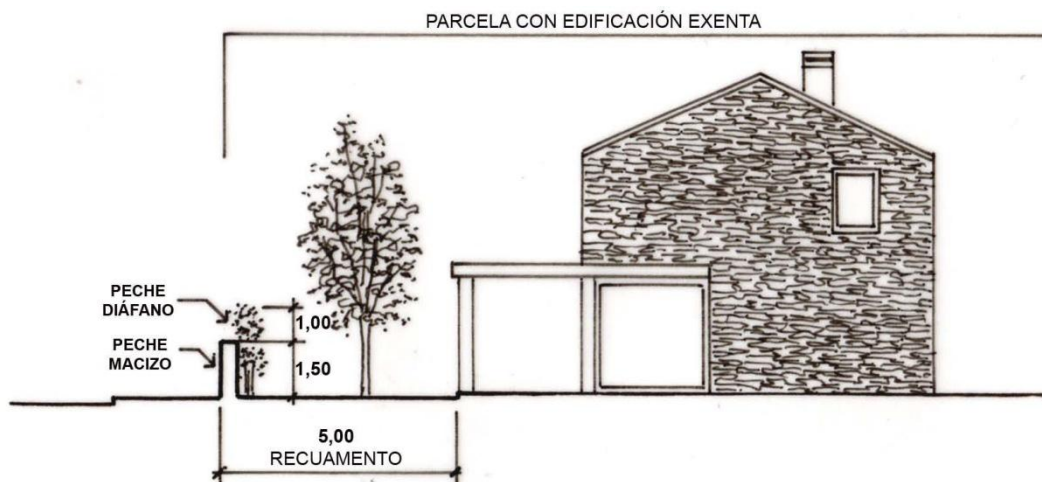 PARCELA CON EDIFICACIÓN EXENTA
PECHE
DIÁFANO
1,00
PECHE
MACIZO
1,50
5,00
RECUAMENTO